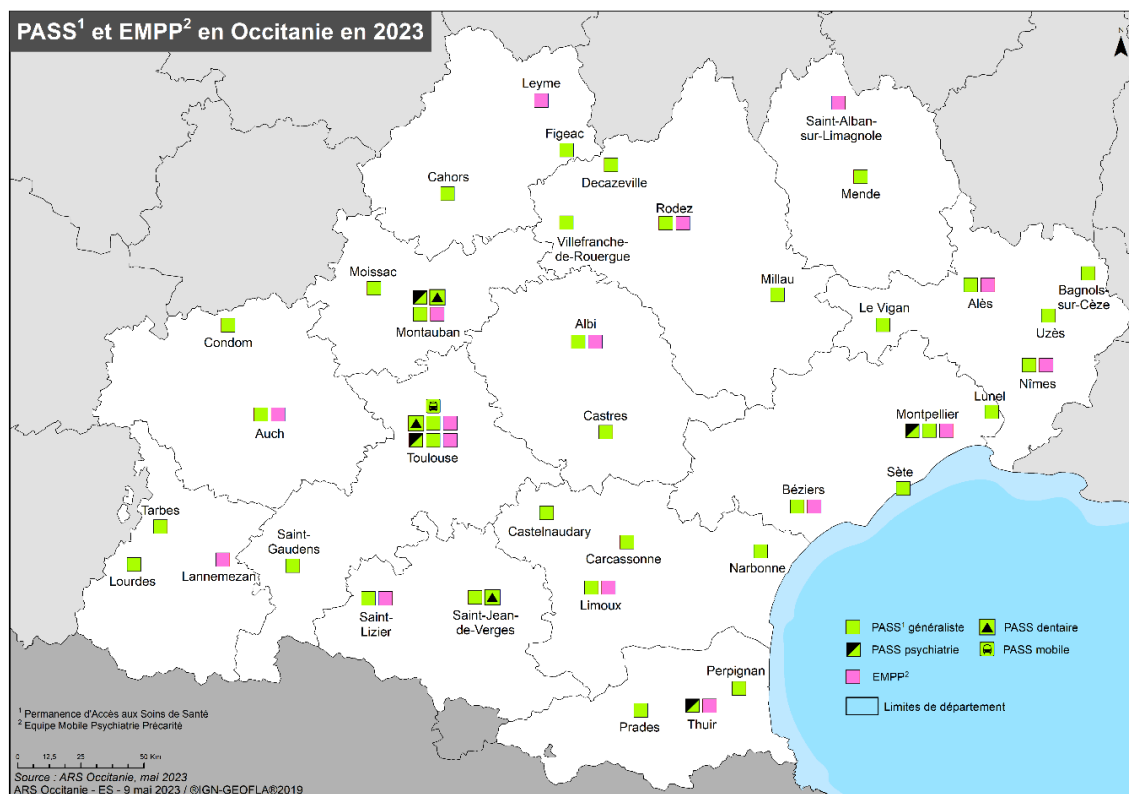 PASS¹ et EMPP² en Occitanie en 2023
N
Leyme
Saint-Alban-
sur-Limagnole
Figeac
Decazeville
Cahors
Mende
Rodez
Villefranche-
de-Rouergue
Moissac
Millau
Alès
Bagnols-
sur-Cèze
Montauban
Le Vigan
Uzès
Condom
Albi
Nîmes
Lunel
Auch
Castres
Montpellier
Toulouse
Sète
Béziers
Tarbes
Castelnaudary
Saint-
Gaudens
Carcassonne
Narbonne
Lourdes
Lannemezan
Limoux
Saint-
Lizier
Saint-Jean-
de-Verges
Perpignan
Prades
Thuir
PASS¹ généraliste
PASS dentaire
PASS psychiatrie
PASS mobile
EMPP²
Limites de département
¹ Permanence d'Accès aux Soins de Santé
² Equipe Mobile Psychiatrie Précarité
0 12,5 25 50 Km
Source : ARS Occitanie, mai 2023
ARS Occitanie - ES - 9 mai 2023 / ©IGN-GEOFLA®2019